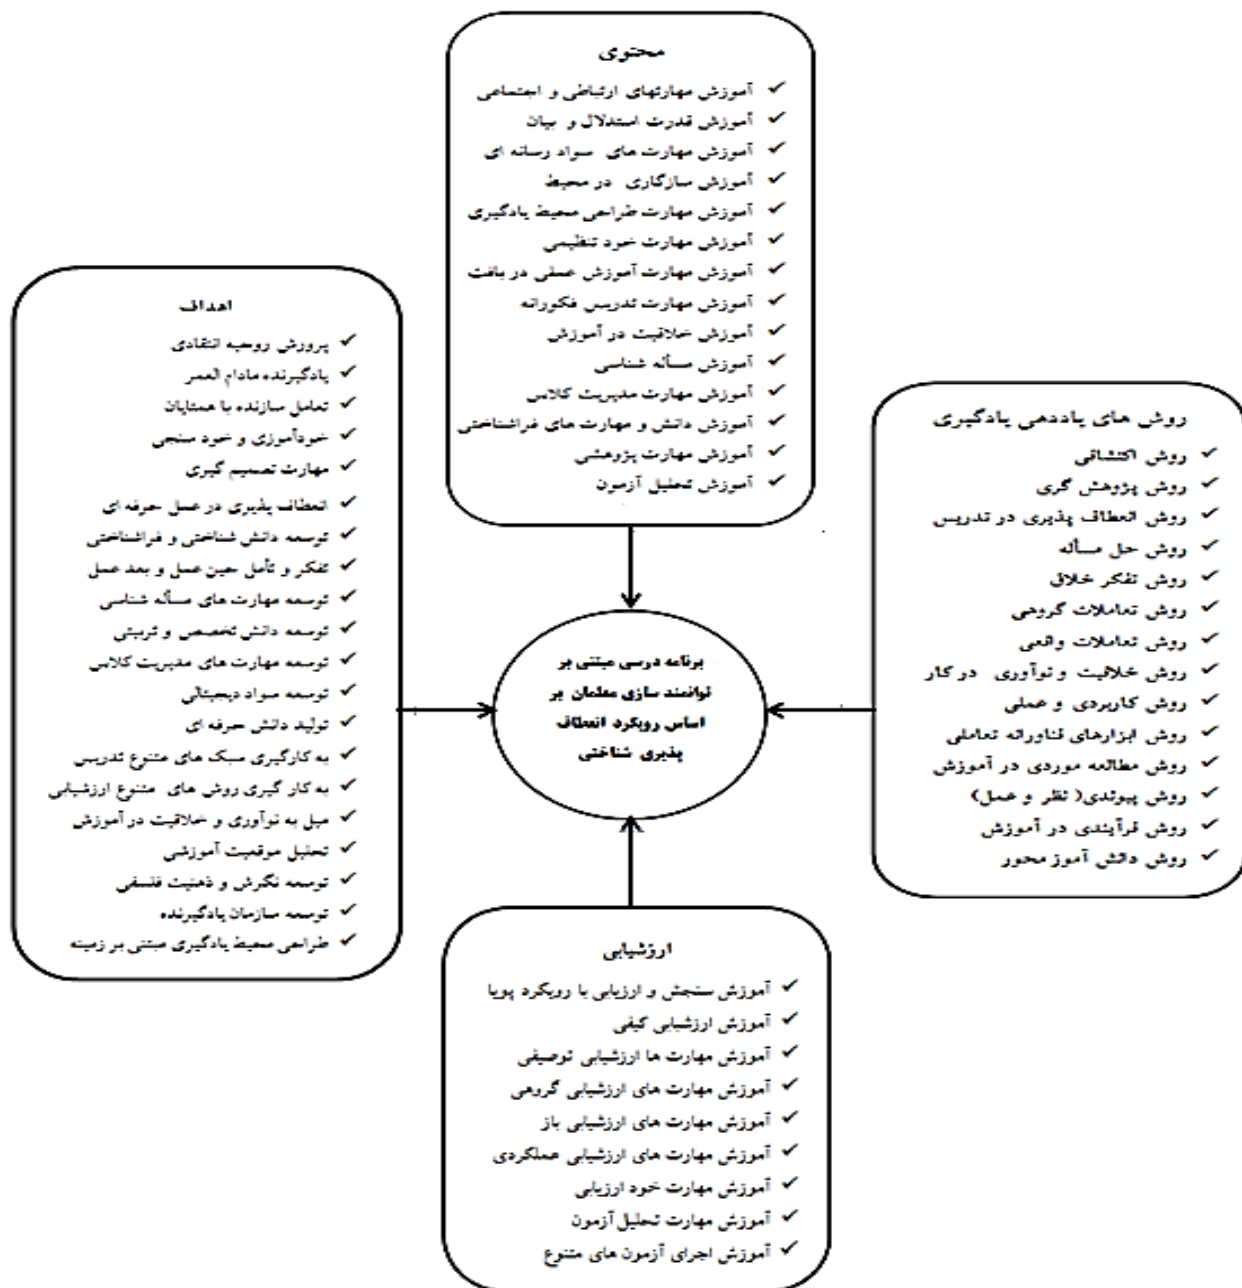 محتوی
✓ آموزش مهارتهای ارتباطی و اجتماعی
✓ آموزش قدرت استدلال و بیان
✓ آموزش مهارت های سواد رسانه ای
✓ آموزش سازگاری در محیط
✓ آموزش مهارت طراحی محیط یادگیری
✓ آموزش مهارت خود تنظیمی
✓ آموزش مهارت آموزش عملی در بافت
✓ آموزش مهارت تدریس فکورانه
✓ آموزش خلاقیت در آموزش
✓ آموزش مسأله شناسی
✓ آموزش مهارت مدیریت کلاس
✓ آموزش دانش و مهارت های فراشناختی
✓ آموزش مهارت پژوهشی
✓ آموزش تحلیل آزمون
روش های یاددهی یادگیری
✓ روش اکتشافی
✓ روش پژوهش گری
✓ روش انعطاف پذیری در تدریس
✓ روش حل مسأله
✓ روش تفکر خلاق
✓ روش تعاملات گروهی
✓ روش تعاملات واقعی
✓ روش خلاقیت و نوآوری در کار
✓ روش کاربردی و عملی
✓ روش ابزارهای فناورانه تعاملی
✓ روش مطالعه موردی در آموزش
✓ روش پیوندی( نظر و عمل)
✓ روش فرآیندی در آموزش
✓ روش دانش آموز محور
برنامه درسی مبتنی بر
توانمند سازی معلمان بر
اساس رویکرد انعطاف
پذیری شناختی
اهداف
✓ پرورش روحیه انتقادی
✓ یادگیرنده مادام العمر
✓ تعامل سازنده با همتایان
✓ خودآموزی و خود سنجی
✓ مهارت تصمیم گیری
✓ انعطاف پذیری در عمل حرفه ای
✓ توسعه دانش شناختی و فراشناختی
✓ تفکر و تأمل حین عمل و بعد عمل
✓ توسعه مهارت های مسأله شناسی
✓ توسعه دانش تخصص و تربیتی
✓ توسعه مهارت های مدیریت کلاس
✓ توسعه سواد دیجیتالی
✓ تولید دانش حرفه ای
✓ به کارگیری سبک های متنوع تدریس
✓ به کار گیری روش های متنوع ارزشیابی
✓ میل به نوآوری و خلاقیت در آموزش
✓ تحلیل موقعیت آموزشی
✓ توسعه نگرش و ذهنیت فلسفی
✓ توسعه سازمان یادگیرنده
✓ طراحی محیط یادگیری مبتنی بر زمینه
ارزشیابی
✓ آموزش سنجش و ارزیابی با رویکرد پویا
✓ آموزش ارزشیابی کیفی
✓ آموزش مهارت ها ارزشیابی توصیفی
✓ آموزش مهارت های ارزشیابی گروهی
✓ آموزش مهارت های ارزشیابی باز
✓ آموزش مهارت های ارزشیابی عملکردی
✓ آموزش مهارت خود ارزیابی
✓ آموزش مهارت تحلیل آزمون
✓ آموزش اجرای آزمون های متنوع